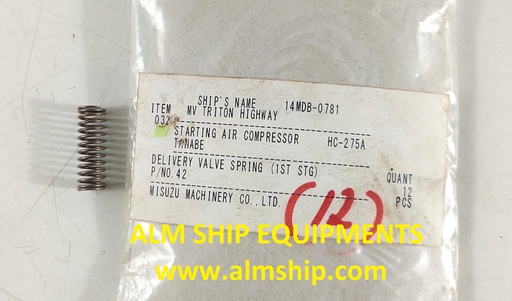 SHIP'S NAME 14MDB-0781
ITEM MV TRITON HIGHWAY
032
STARTING AIR COMPRESSOR HC-275A
TANABE
DELIVERY VALVE SPRING (1ST STG) QUANT
P/NO.42 12
MISUZU MACHINERY CO.,LTD. PCS
(12)
ALM SHIP EQUIPMENTS
www.almship.com